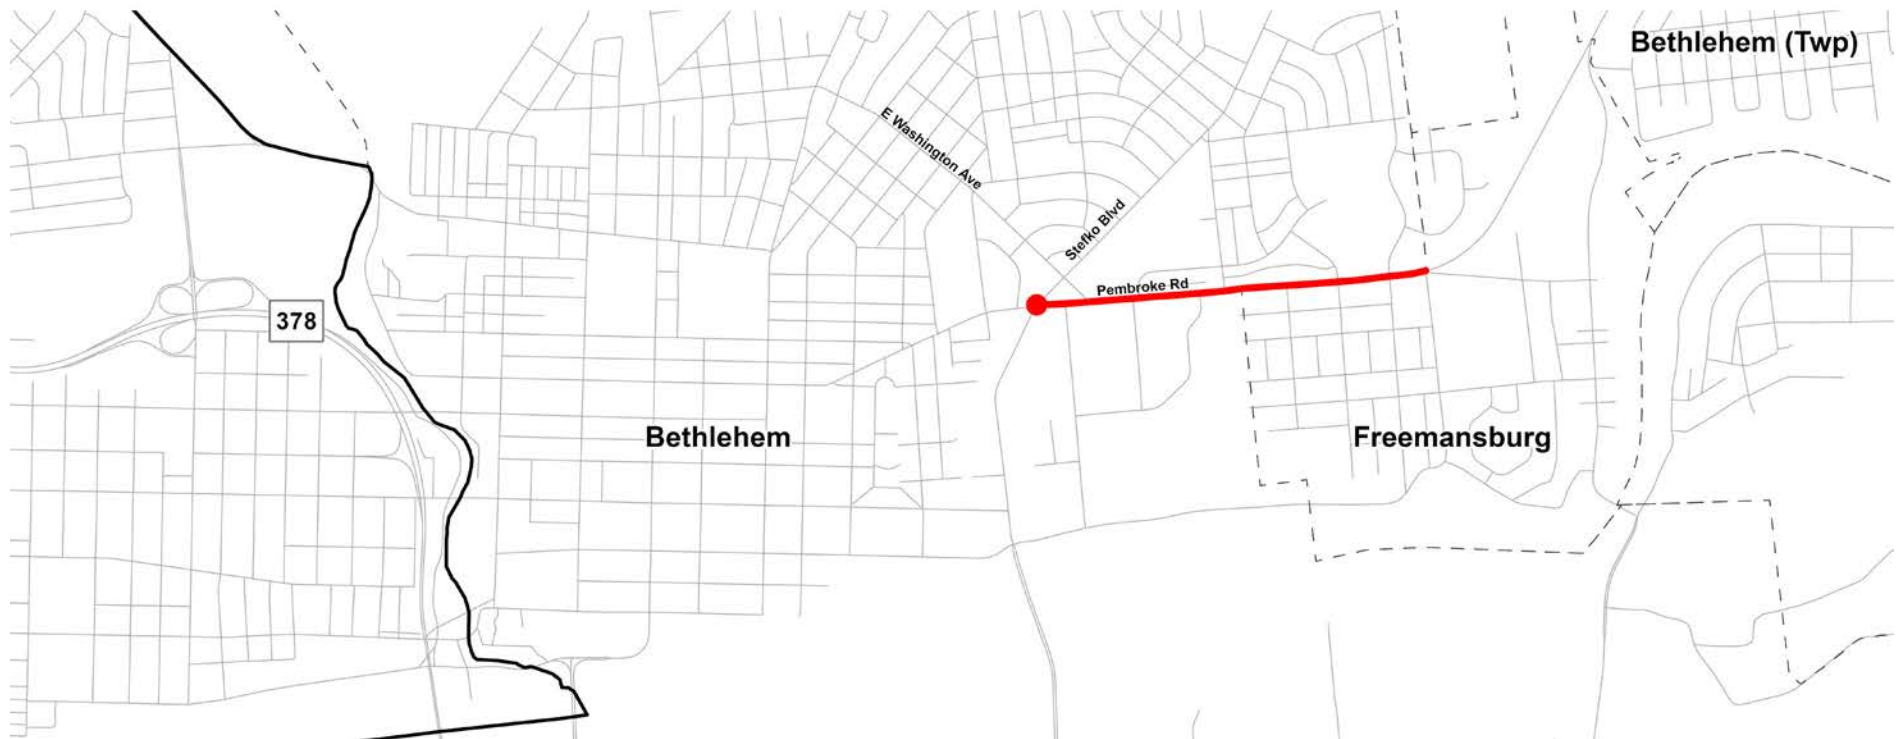 Bethlehem (Twp)
E Washington Ave
Stefko Blvd
Pembroke Rd
378
Bethlehem
Freemansburg